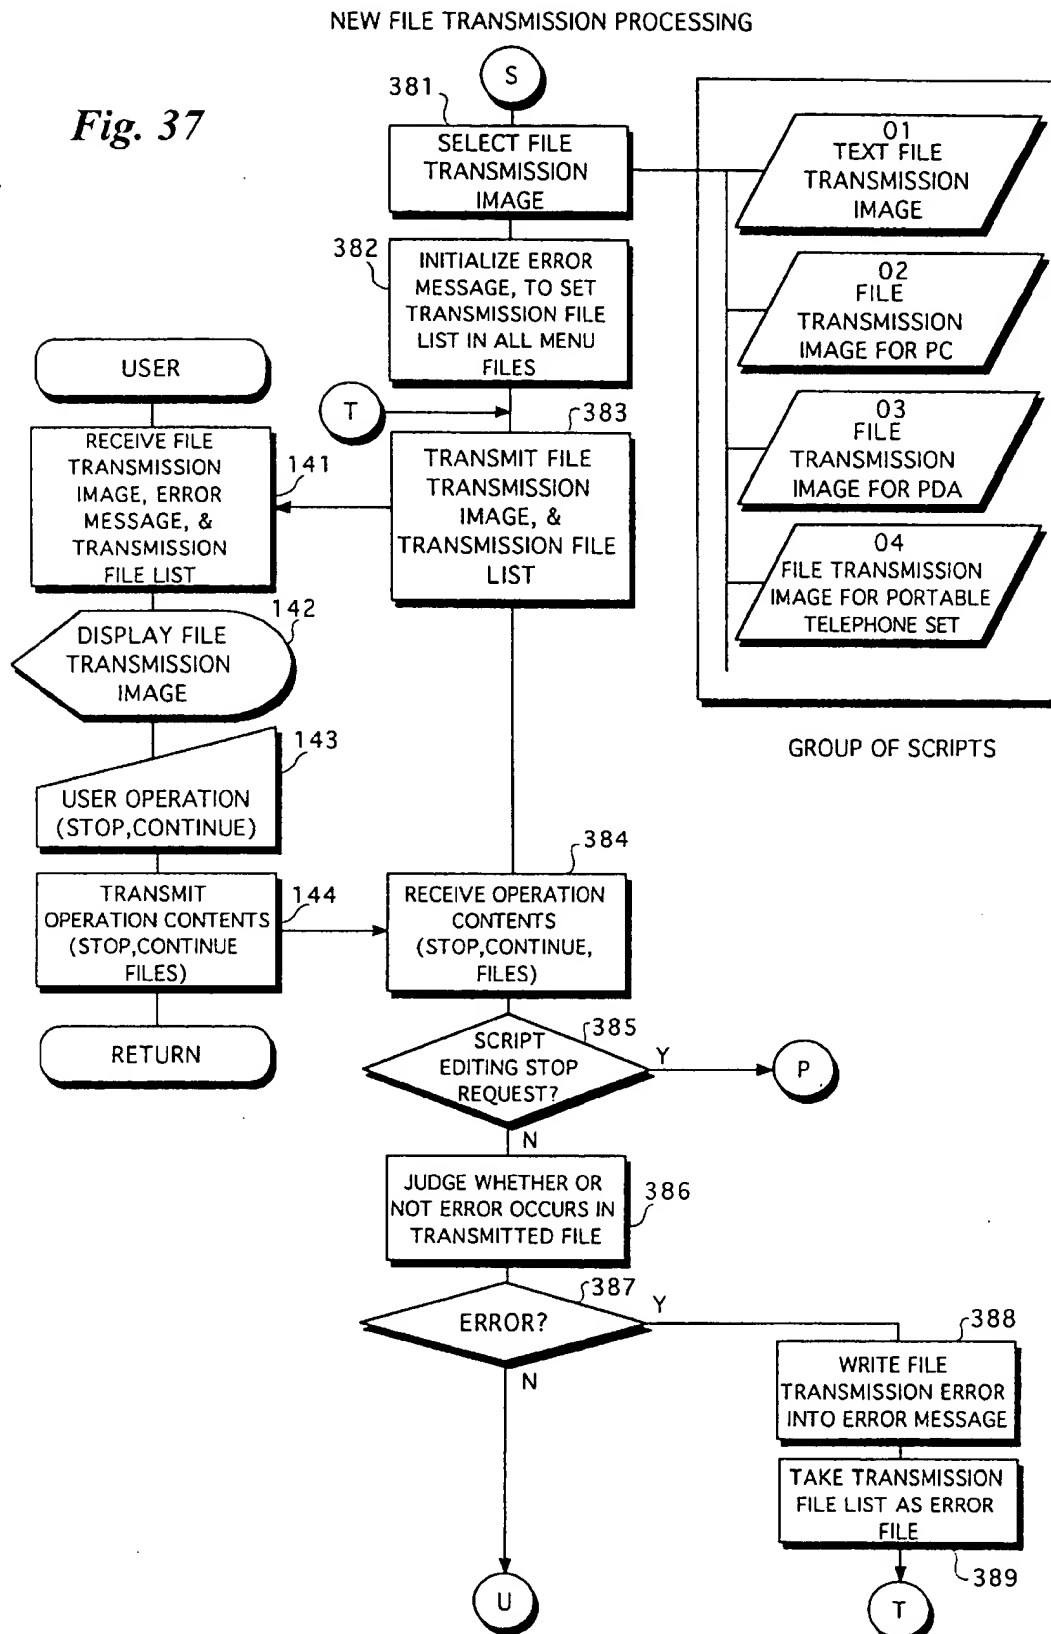 NEW FILE TRANSMISSION PROCESSING
Fig. 37
S
381
SELECT FILE
TRANSMISSION
IMAGE
382
INITIALIZE ERROR
MESSAGE, TO SET
TRANSMISSION FILE
LIST IN ALL MENU
FILES
T
383
TRANSMIT FILE
TRANSMISSION
IMAGE, &
TRANSMISSION FILE
LIST
01
TEXT FILE
TRANSMISSION
IMAGE
02
FILE
TRANSMISSION
IMAGE FOR PC
03
FILE
TRANSMISSION
IMAGE FOR PDA
04
FILE TRANSMISSION
IMAGE FOR PORTABLE
TELEPHONE SET
GROUP OF SCRIPTS
USER
RECEIVE FILE
TRANSMISSION
IMAGE, ERROR
MESSAGE, &
TRANSMISSION
FILE LIST
141
DISPLAY FILE
TRANSMISSION
IMAGE
142
USER OPERATION
(STOP,CONTINUE)
143
TRANSMIT
OPERATION CONTENTS
(STOP,CONTINUE
FILES)
144
RETURN
384
RECEIVE OPERATION
CONTENTS
(STOP,CONTINUE,
FILES)
385
SCRIPT
EDITING STOP
REQUEST?
Y
P
N
JUDGE WHETHER OR
NOT ERROR OCCURS IN
TRANSMITTED FILE
386
387
ERROR?
Y
N
388
WRITE FILE
TRANSMISSION ERROR
INTO ERROR MESSAGE
TAKE TRANSMISSION
FILE LIST AS ERROR
FILE
389
U
T